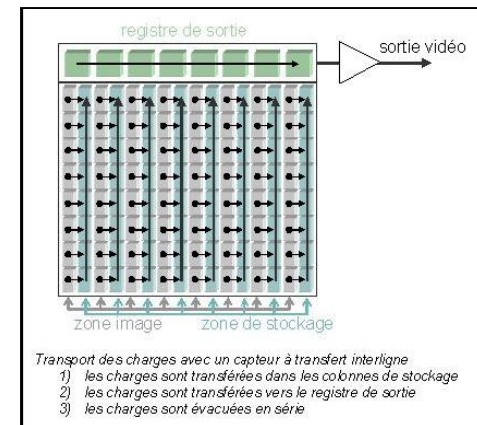 registre de sortie
sortie vidéo
zone image
zone de stockage
Transport des charges avec un capteur à transfert interligne
1) les charges sont transférées dans les colonnes de stockage
2) les charges sont transférées vers le registre de sortie
3) les charges sont évacuées en série